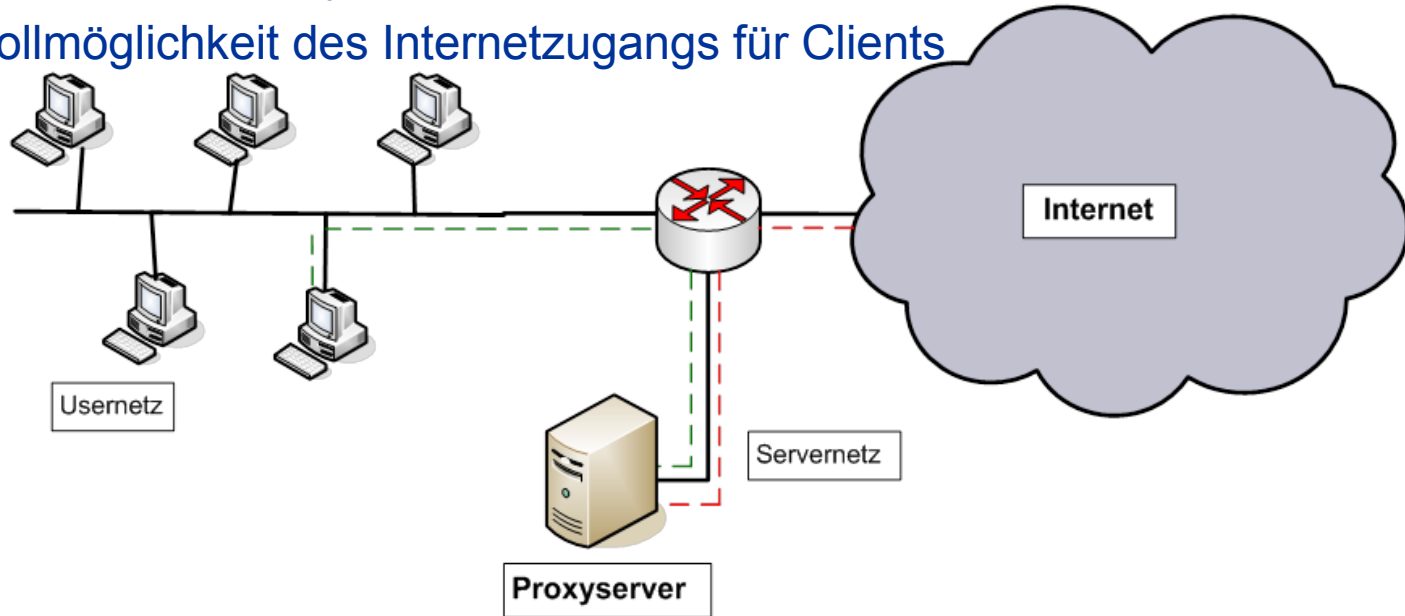 ollmöglichkeit des Internetzugangs für Clients
Internet
Usernetz
Servernetz
Proxyserver